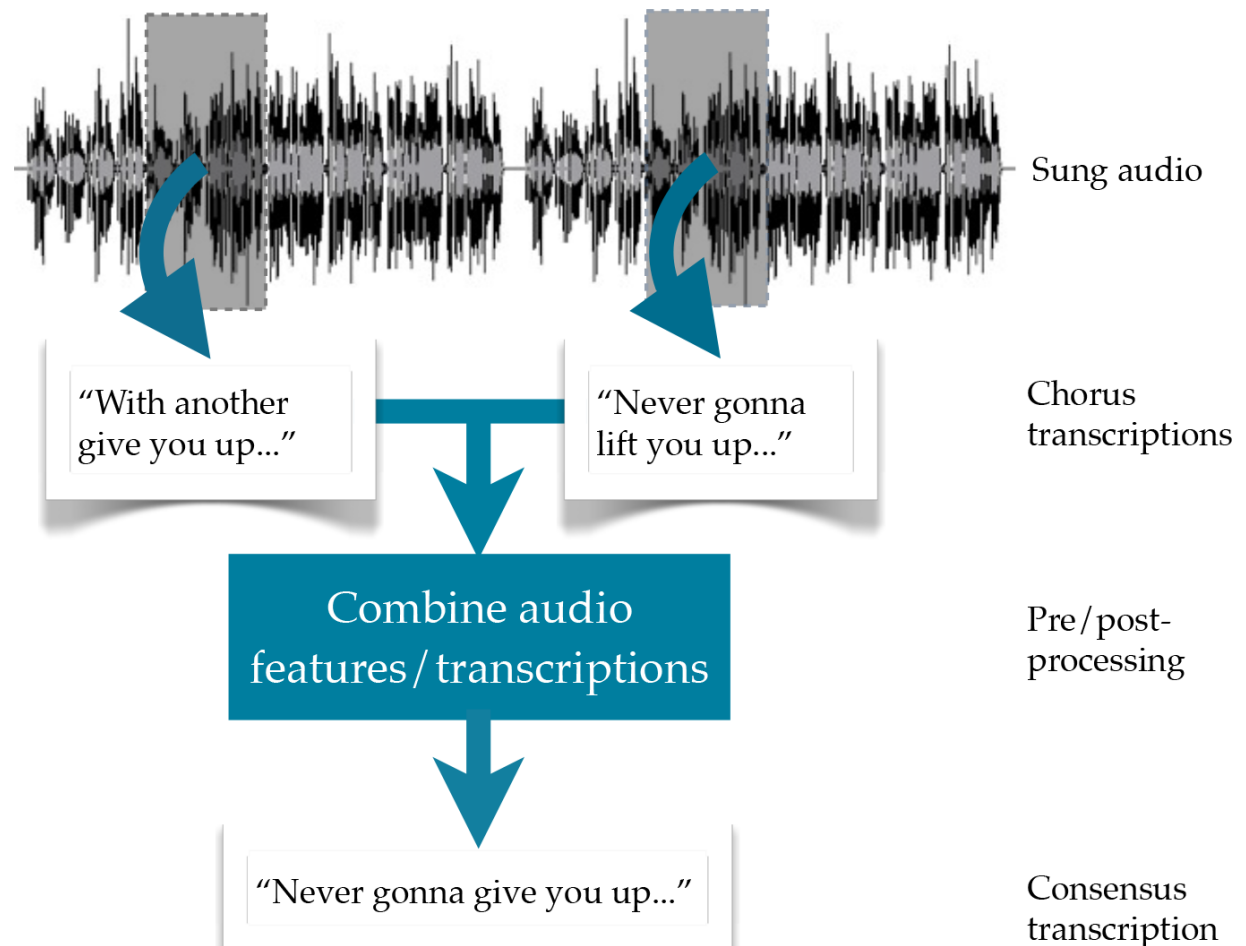 Sung audio
“With another
give you up...”
“Never gonna
lift you up...”
Chorus
transcriptions
Combine audio
features/transcriptions
Pre/post-
processing
“Never gonna give you up...”
Consensus
transcription